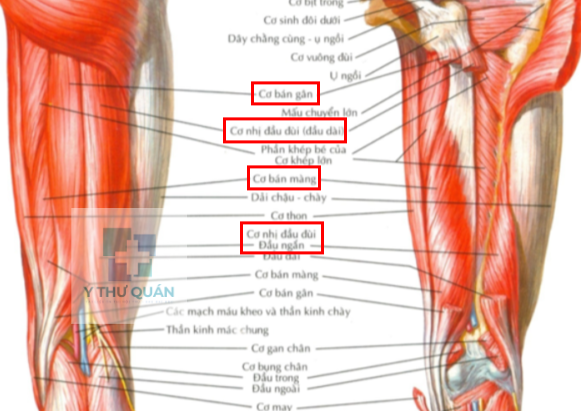 Cơ bịt trong
Cơ sinh đôi dưới
Dây chằng cùng - ụ ngồi
Cơ vuông đùi
Ụ ngồi
Cơ bán gân
Mấu chuyển lớn
Cơ nhị đầu đùi (đầu dài)
Phần khép bé của
Cơ khép lớn
Cơ bán màng
Dải chậu - chày
Cơ thon
Cơ nhị đầu đùi
Đầu ngắn
Đầu dài
Cơ bán màng
Cơ bán gân
Y THƯ QUÁN
Các mạch máu kheo và thần kinh chày
Thần kinh mác chung
Cơ gan chân
Cơ bụng chân
Đầu trong
Đầu ngoài
Cơ may